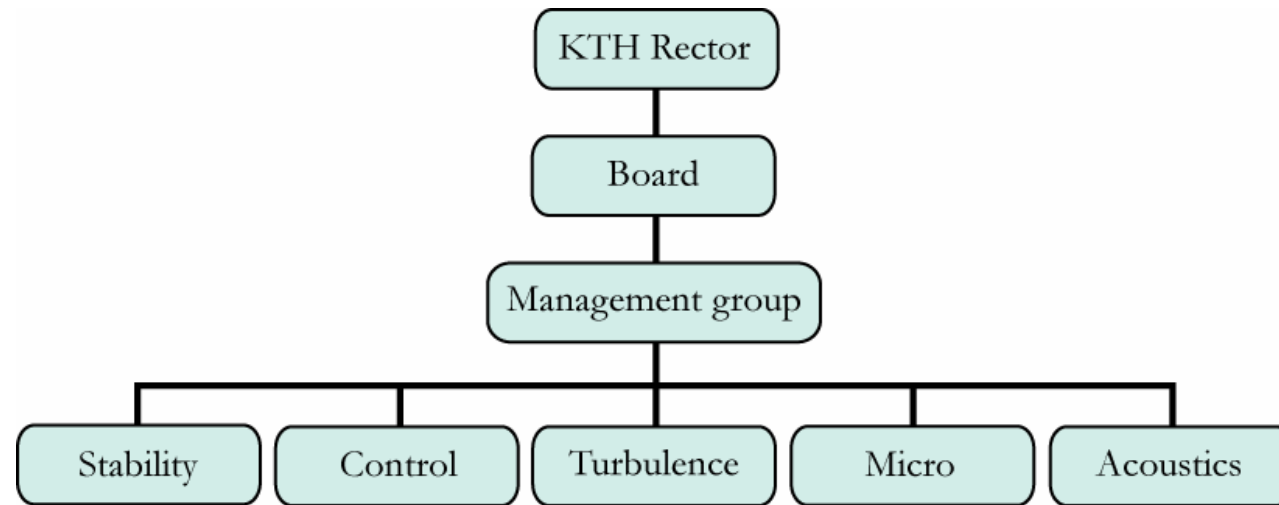 KTH Rector
Board
Management group
Stability
Control
Turbulence
Micro
Acoustics